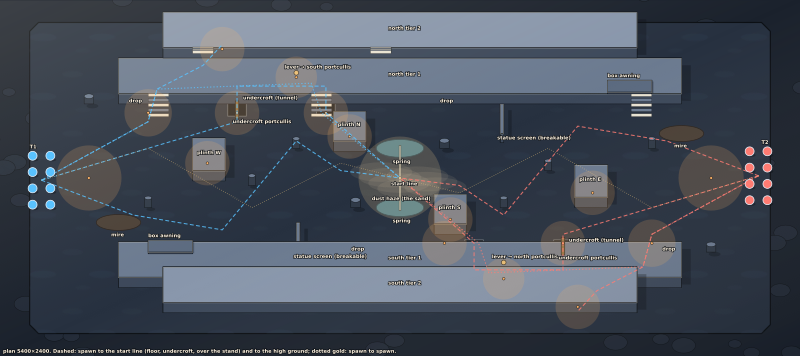 north tier 2
lever → south portcullis
north tier 1
box awning
drop
undercroft (tunnel)
drop
undercroft portcullis
plinth N
statue screen (breakable)
T1
plinth W
spring
mire
T2
start line
plinth E
dust haze (the sand)
plinth S
mire
box awning
spring
drop
undercroft (tunnel)
drop
statue screen (breakable)
south tier 1
lever → north portcullis
undercroft portcullis
south tier 2
plan 5400×2400. Dashed: spawn to the start line (floor, undercroft, over the stand) and to the high ground; dotted gold: spawn to spawn.